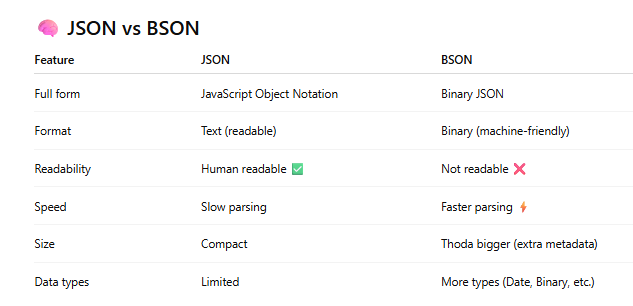 🧠 JSON vs BSON
Feature JSON BSON
Full form JavaScript Object Notation Binary JSON
Format Text (readable) Binary (machine-friendly)
Readability Human readable ✅ Not readable ❌
Speed Slow parsing Faster parsing ⚡
Size Compact Thoda bigger (extra metadata)
Data types Limited More types (Date, Binary, etc.)